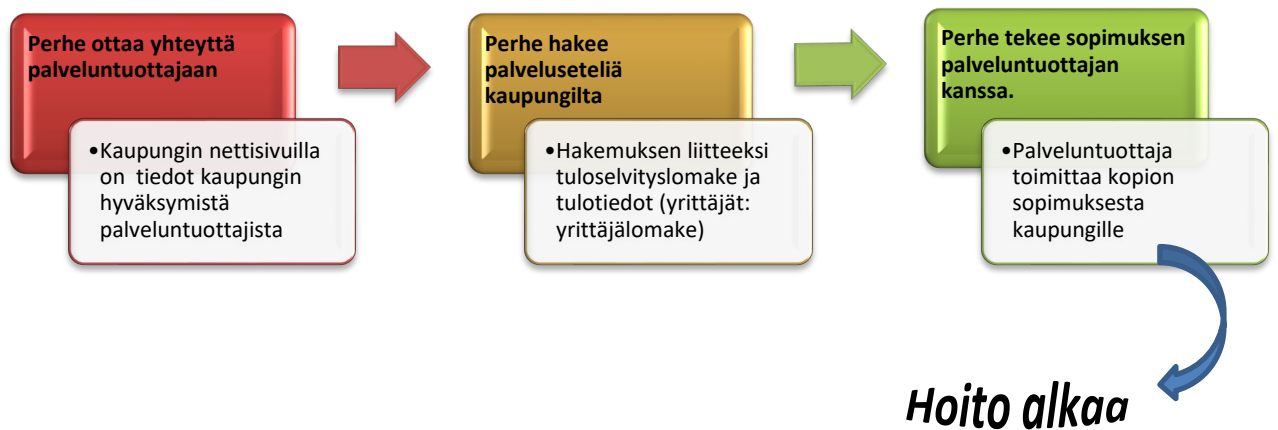 Perhe ottaa yhteyttä
palveluntuottajaan
•Kaupungin nettisivuilla
on tiedot kaupungin
hyväksymistä
palveluntuottajista
Perhe hakee
palveluseteliä
kaupungilta
•Hakemuksen liitteeksi
tuloselvityslomake ja
tulotiedot (yrittäjät:
yrittäjälomake)
Perhe tekee sopimuksen
palveluntuottajan
kanssa.
•Palveluntuottaja
toimittaa kopion
sopimuksesta
kaupungille
Hoito alkaa